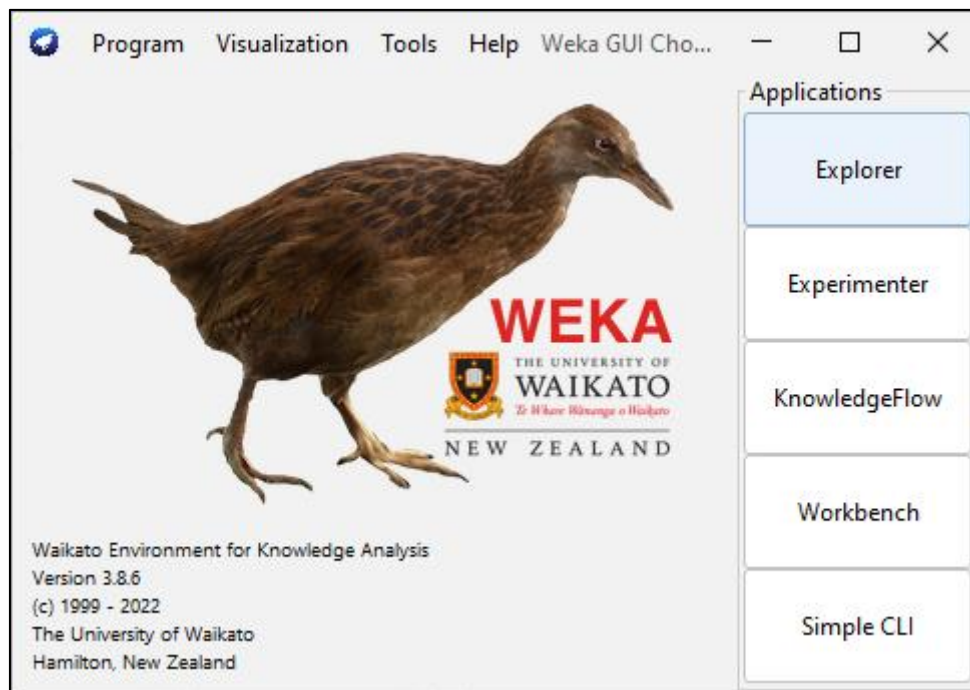 Program Visualization Tools Help Weka GUI Cho...
Applications
Explorer
Experimenter
KnowledgeFlow
Workbench
Simple CLI
WEKA
THE UNIVERSITY OF
WAIKATO
Te Whare Wānanga o Waikato
NEW ZEALAND
Waikato Environment for Knowledge Analysis
Version 3.8.6
(c) 1999 - 2022
The University of Waikato
Hamilton, New Zealand